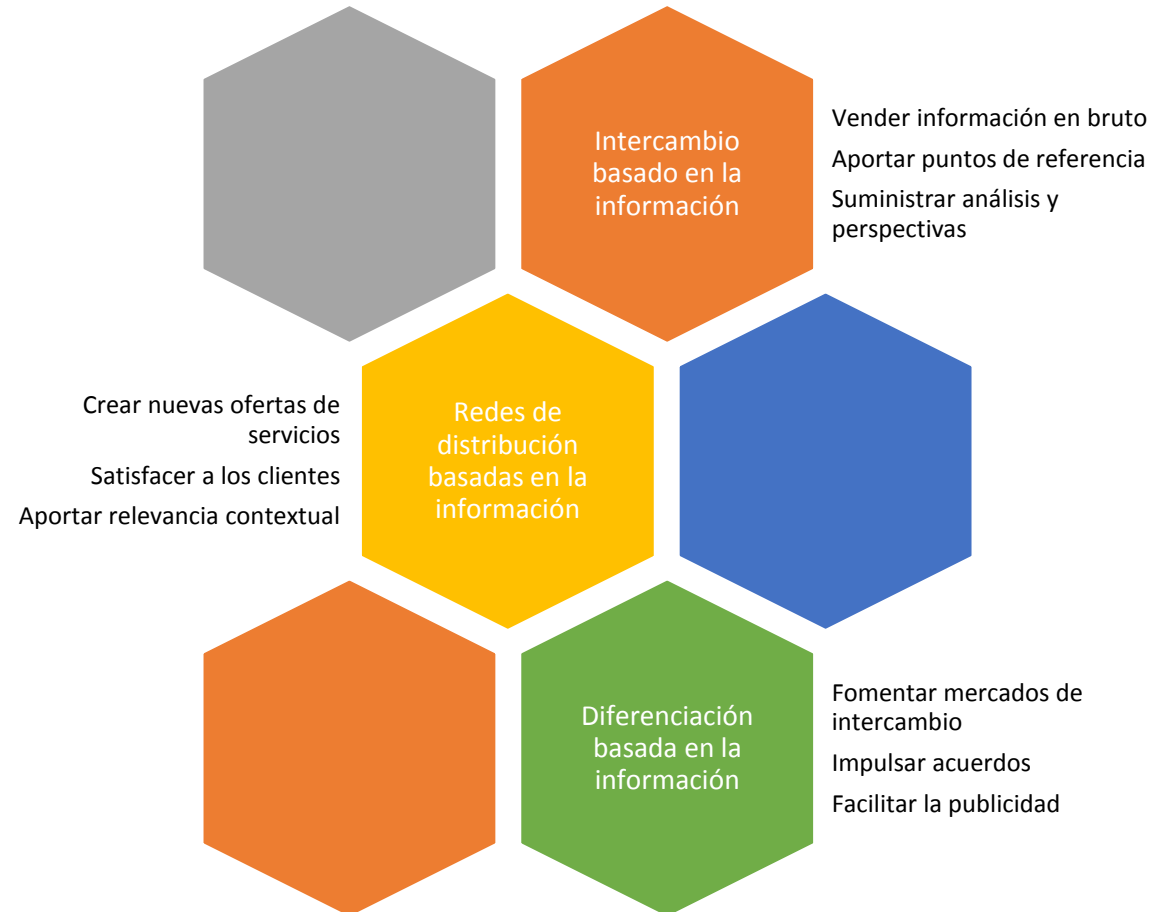 Intercambio
basado en la
información
Vender información en bruto
Aportar puntos de referencia
Suministrar análisis y
perspectivas
Crear nuevas ofertas de
servicios
Satisfacer a los clientes
Aportar relevancia contextual
Redes de
distribución
basadas en la
información
Diferenciación
basada en la
información
Fomentar mercados de
intercambio
Impulsar acuerdos
Facilitar la publicidad